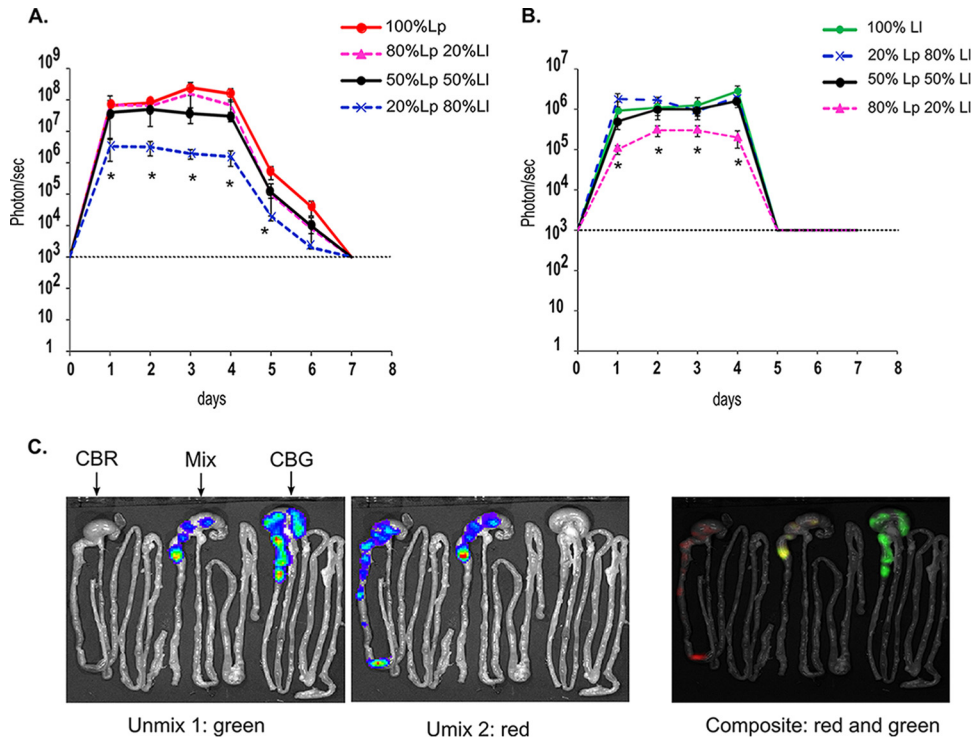 A.
100%Lp
80%Lp 20%Ll
50%Lp 50%Ll
20%Lp 80%Ll
10^9
10^8
10^7
10^6
10^5
10^4
10^3
10^2
10^1
1
Photon/sec
* * * * *
0 1 2 3 4 5 6 7 8
days
B.
100% Ll
20% Lp 80% Ll
50% Lp 50% Ll
80% Lp 20% Ll
10^7
10^6
10^5
10^4
10^3
10^2
10^1
1
Photon/sec
* * * *
0 1 2 3 4 5 6 7 8
days
C.
CBR Mix CBG
Unmix 1: green
Umix 2: red
Composite: red and green